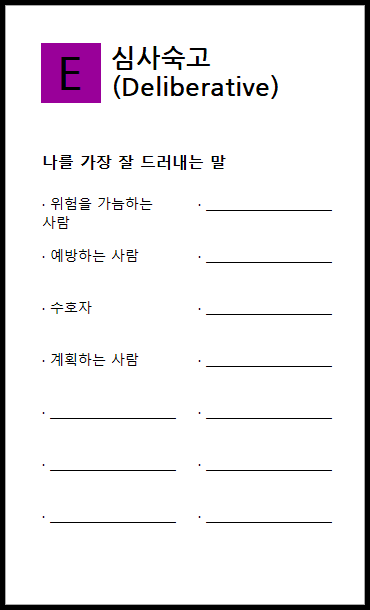 E
심사숙고
(Deliberative)
나를 가장 잘 드러내는 말
· 위험을 가늠하는
사람
·
· 예방하는 사람
·
· 수호자
·
· 계획하는 사람
·
·
·
·
·
·
·